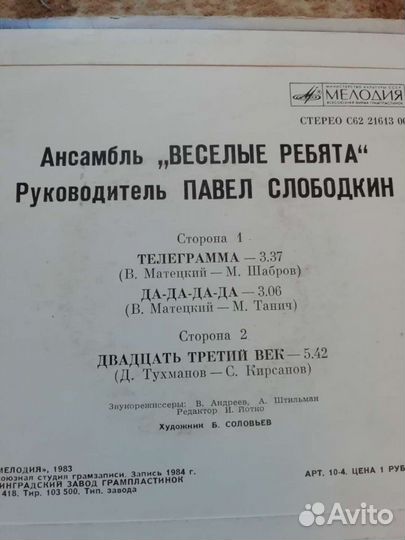 МИНИСТЕРСТВО КУЛЬТУРЫ СССР
МЕЛОДИЯ
ВСЕСОЮЗНАЯ ФИРМА ГРАМПЛАСТИНОК
СТЕРЕО С62 21613 00
Ансамбль „ВЕСЕЛЫЕ РЕБЯТА“
Руководитель ПАВЕЛ СЛОБОДКИН
Сторона 1
ТЕЛЕГРАММА — 3.37
(В. Матецкий — М. Шабров)
ДА-ДА-ДА-ДА — 3.06
(В. Матецкий — М. Танич)
Сторона 2
ДВАДЦАТЬ ТРЕТИЙ ВЕК — 5.42
(Д. Тухманов — С. Кирсанов)
Звукорежиссеры: В. Андреев, А. Штильман
Редактор И. Йотко
Художник Б. СОЛОВЬЕВ
МЕЛОДИЯ», 1983
союзная студия грамзаписи. Запись 1984 г.
ИНГРАДСКИЙ ЗАВОД ГРАМПЛАСТИНОК
418. Тир. 103 500. Тип. завода
АРТ. 10-4. ЦЕНА 1 РУБ
Avito